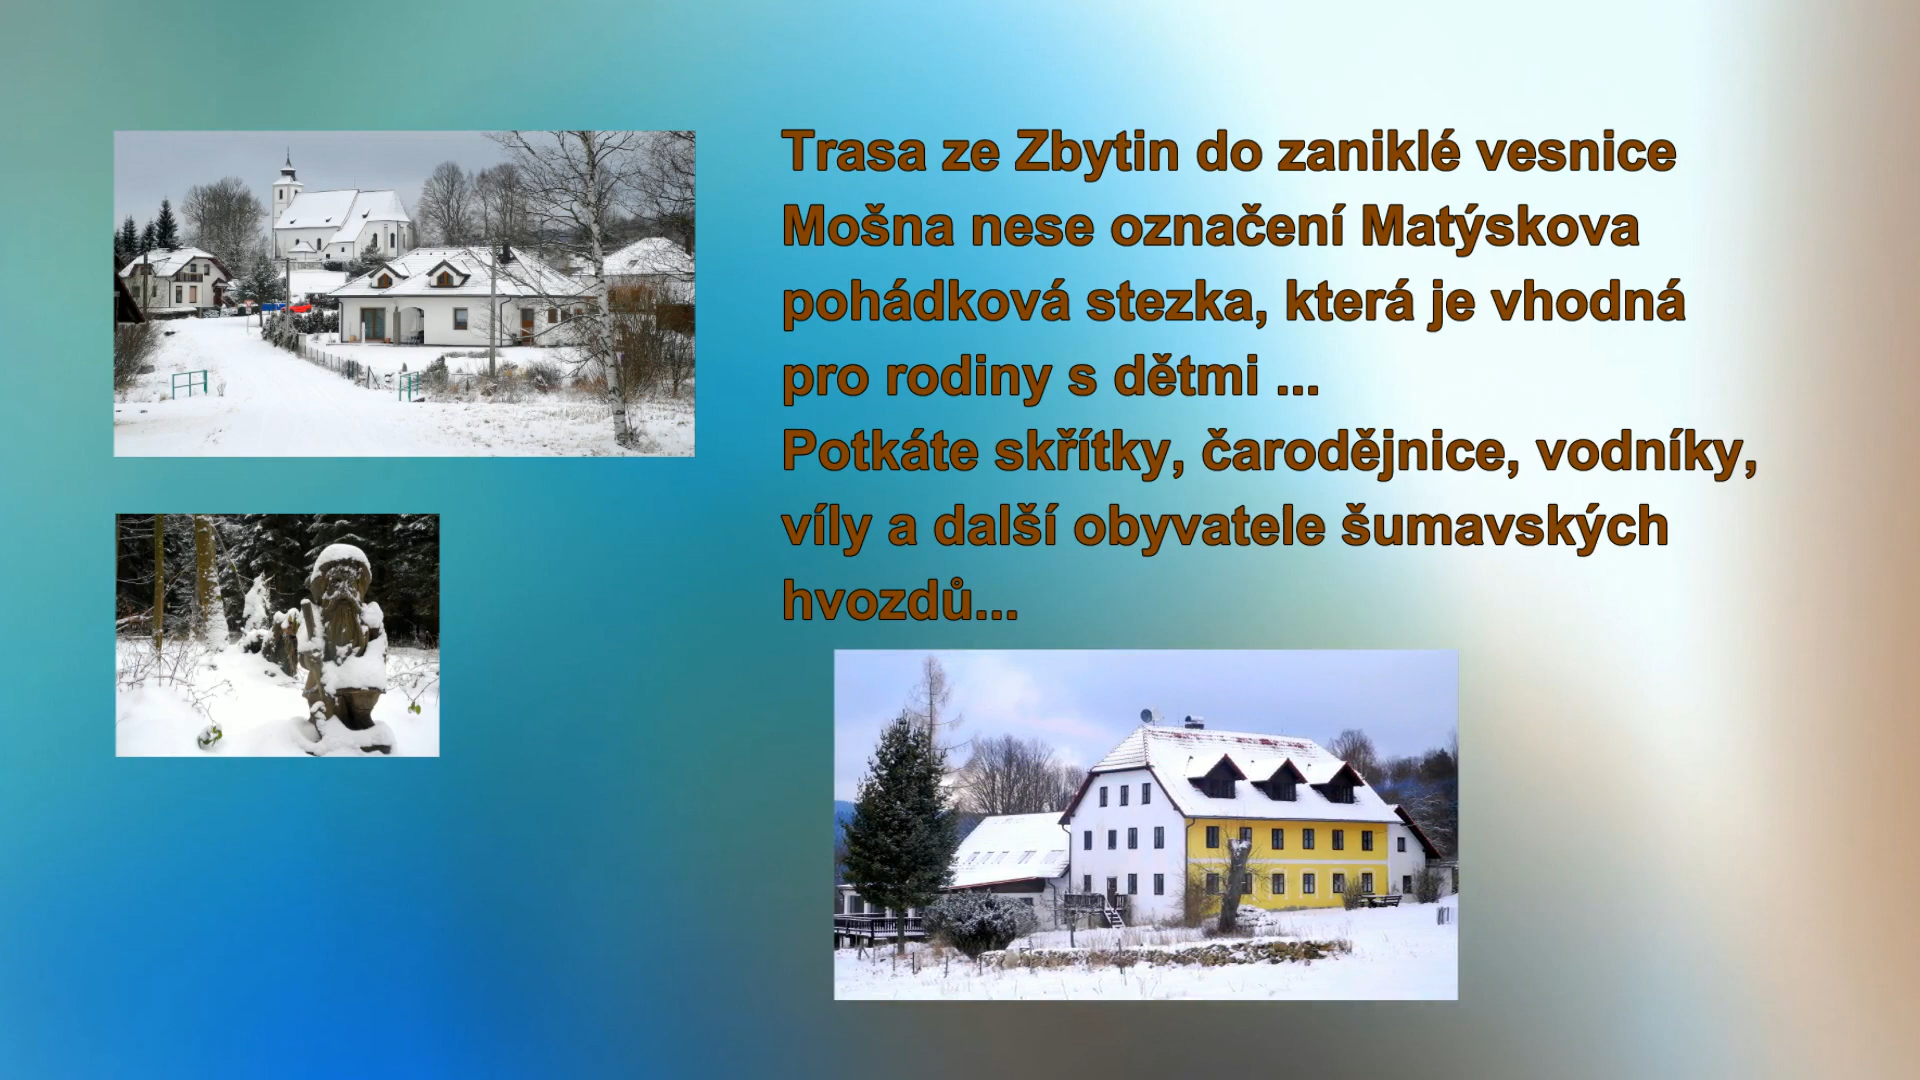 Trasa ze Zbytin do zaniklé vesnice
Mošna nese označení Matýskova
pohádková stezka, která je vhodná
pro rodiny s dětmi ...
Potkáte skřítky, čarodějnice, vodníky,
víly a další obyvatele šumavských
hvozdů...